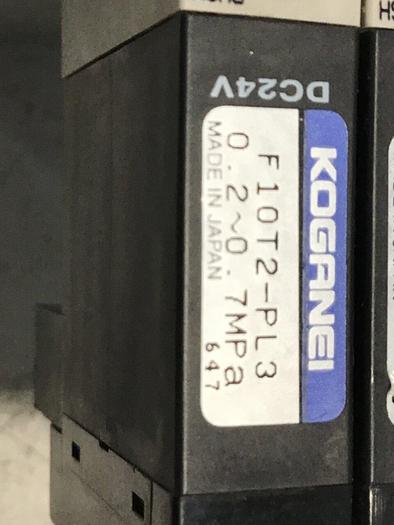 DC24V
KOGANEI
F10T2-PL3
0.2~0.7MPa
MADE IN JAPAN 647